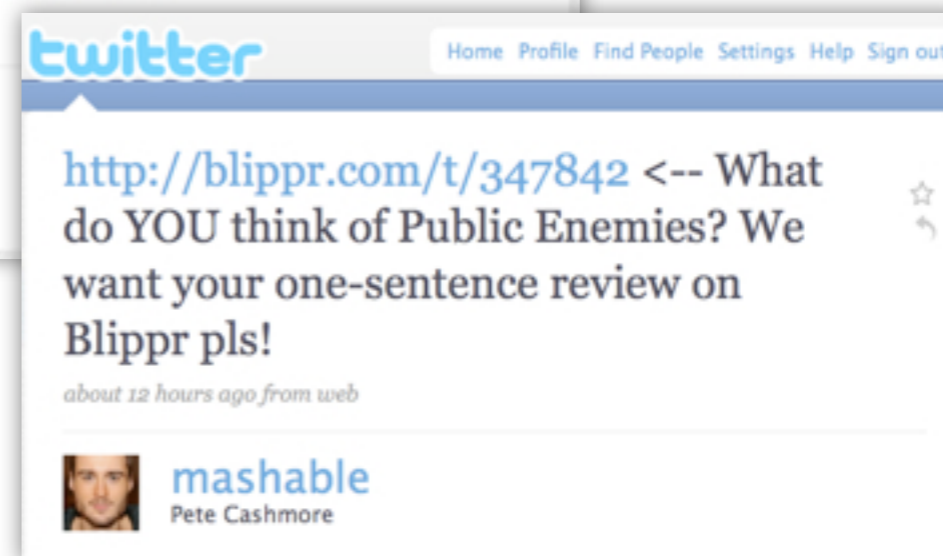 twitter
Home Profile Find People Settings Help Sign out
http://blippr.com/t/347842 <-- What
do YOU think of Public Enemies? We
want your one-sentence review on
Blippr pls!
about 12 hours ago from web
mashable
Pete Cashmore